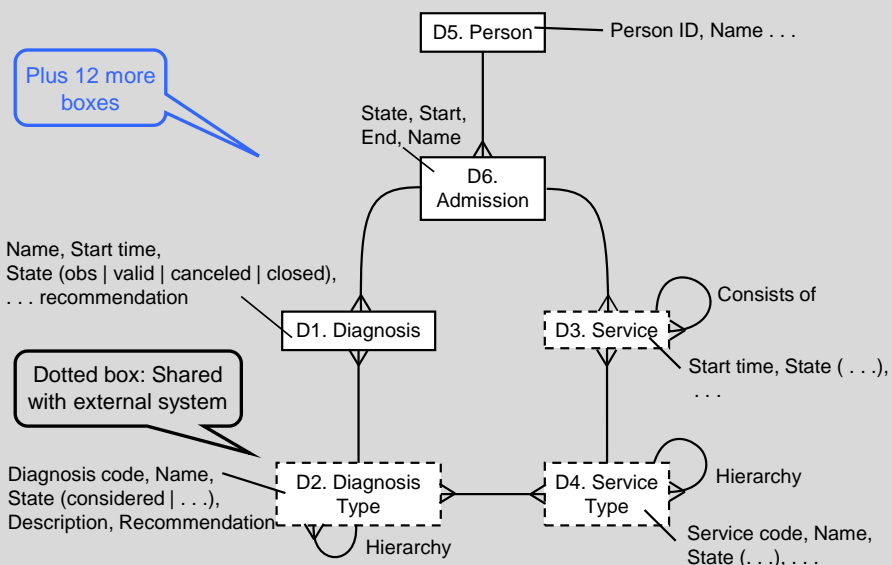 D5. Person
Person ID, Name . . .
Plus 12 more
boxes
State, Start,
End, Name
D6.
Admission
Name, Start time,
State (obs | valid | canceled | closed),
. . . recommendation
Consists of
D1. Diagnosis
D3. Service
Start time, State ( . . .),
. . .
Dotted box: Shared
with external system
Diagnosis code, Name,
State (considered | . . .),
Description, Recommendation
D2. Diagnosis
Type
Hierarchy
D4. Service
Type
Hierarchy
Service code, Name,
State (. . .), . . .